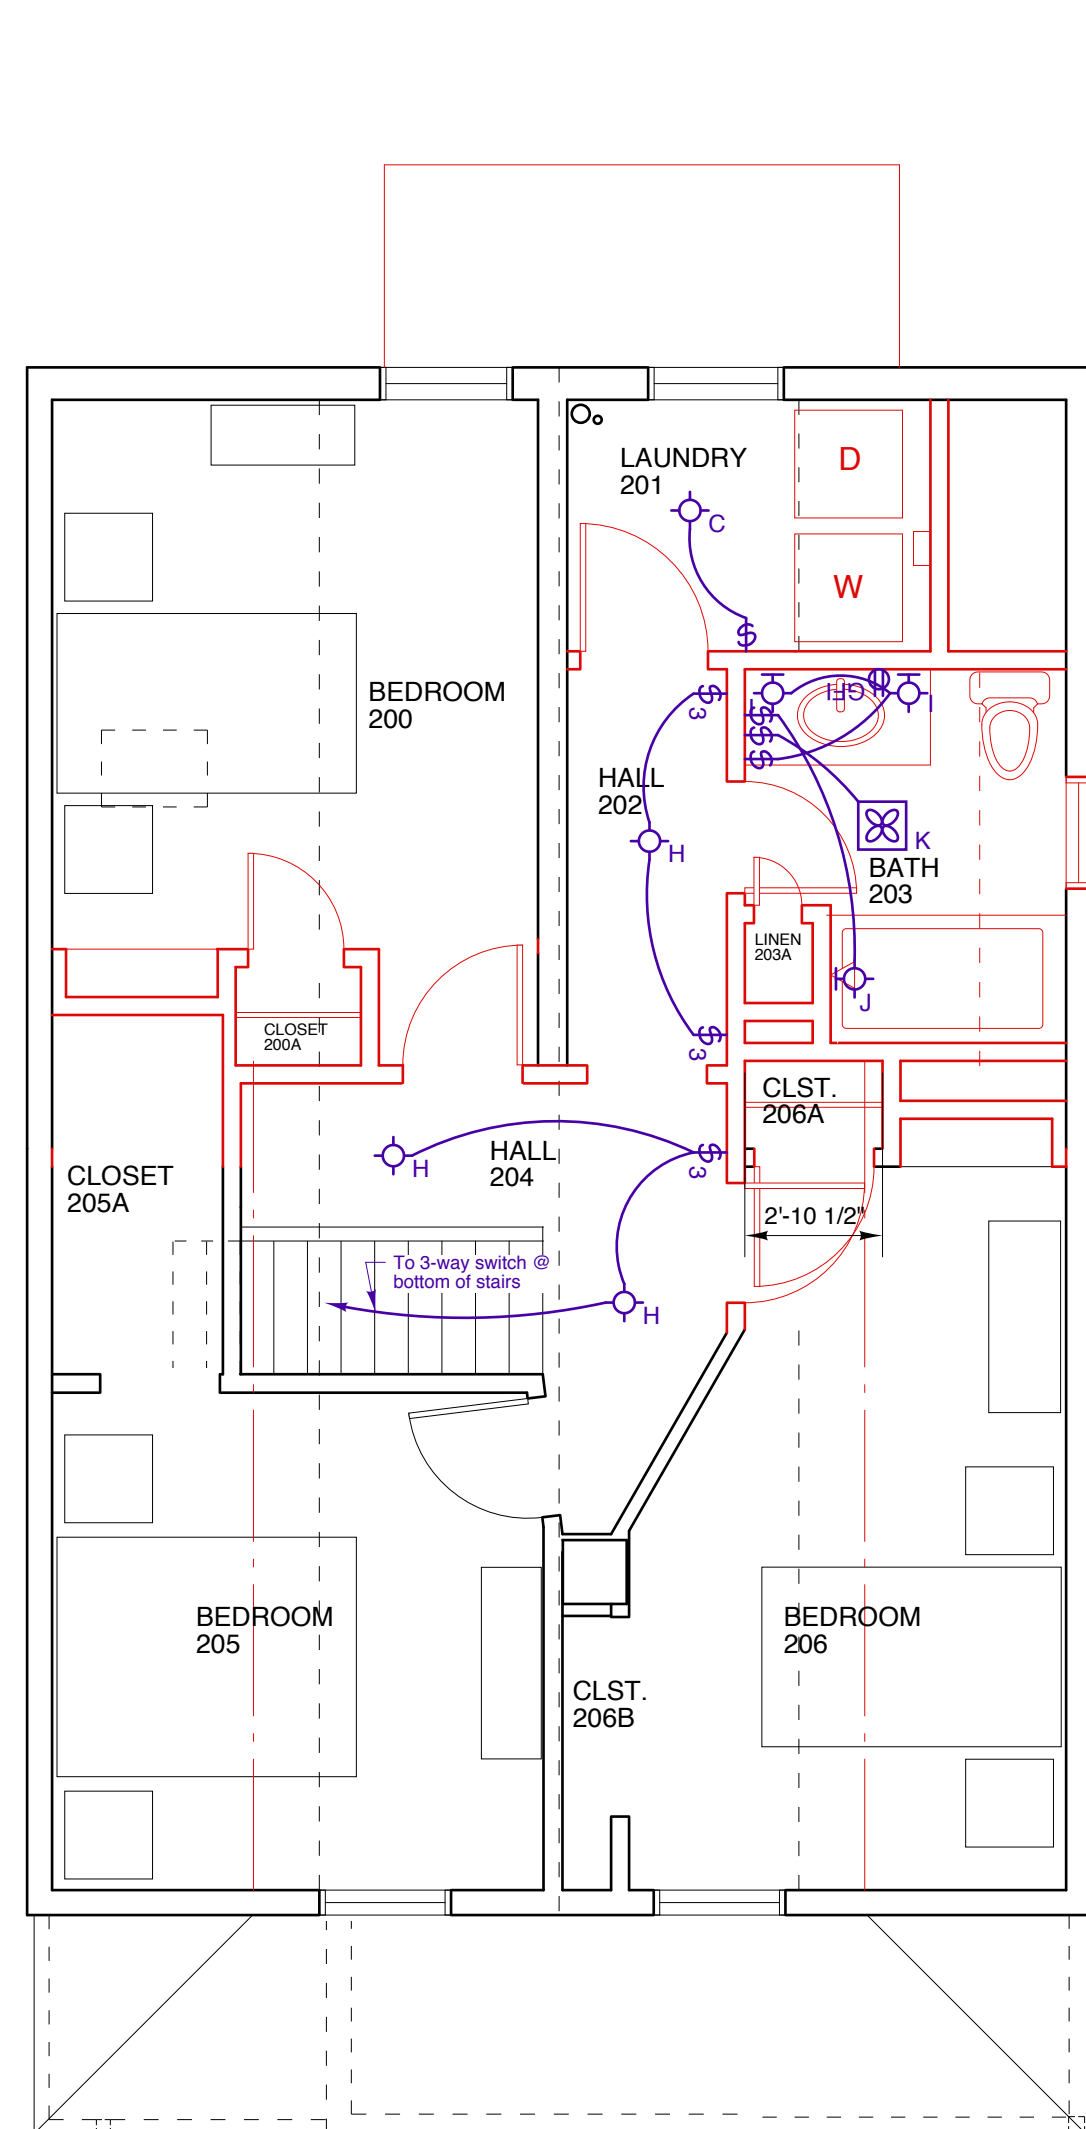 LAUNDRY
201
D
C
W
BEDROOM
200
$3
GFI
I
I
$
$
$
$
HALL
202
H
K
BATH
203
LINEN
203A
J
CLOSET
200A
$3
CLST.
206A
HALL
204
H
$3
CLOSET
205A
2'-10 1/2"
To 3-way switch @
bottom of stairs
H
BEDROOM
205
BEDROOM
206
CLST.
206B